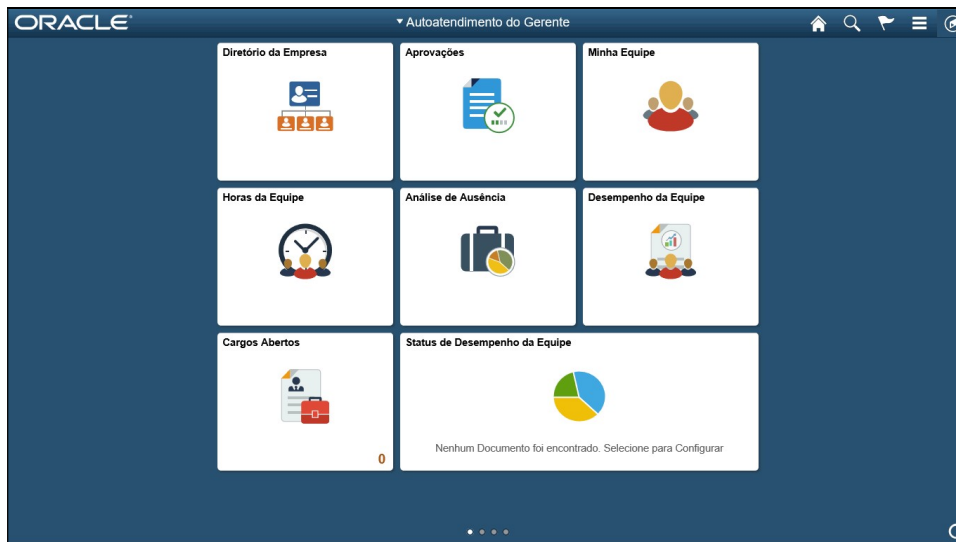 ORACLE
Autoatendimento do Gerente
Diretório da Empresa
Aprovações
Minha Equipe
Horas da Equipe
Análise de Ausência
Desempenho da Equipe
Cargos Abertos
0
Status de Desempenho da Equipe
Nenhum Documento foi encontrado. Selecione para Configurar